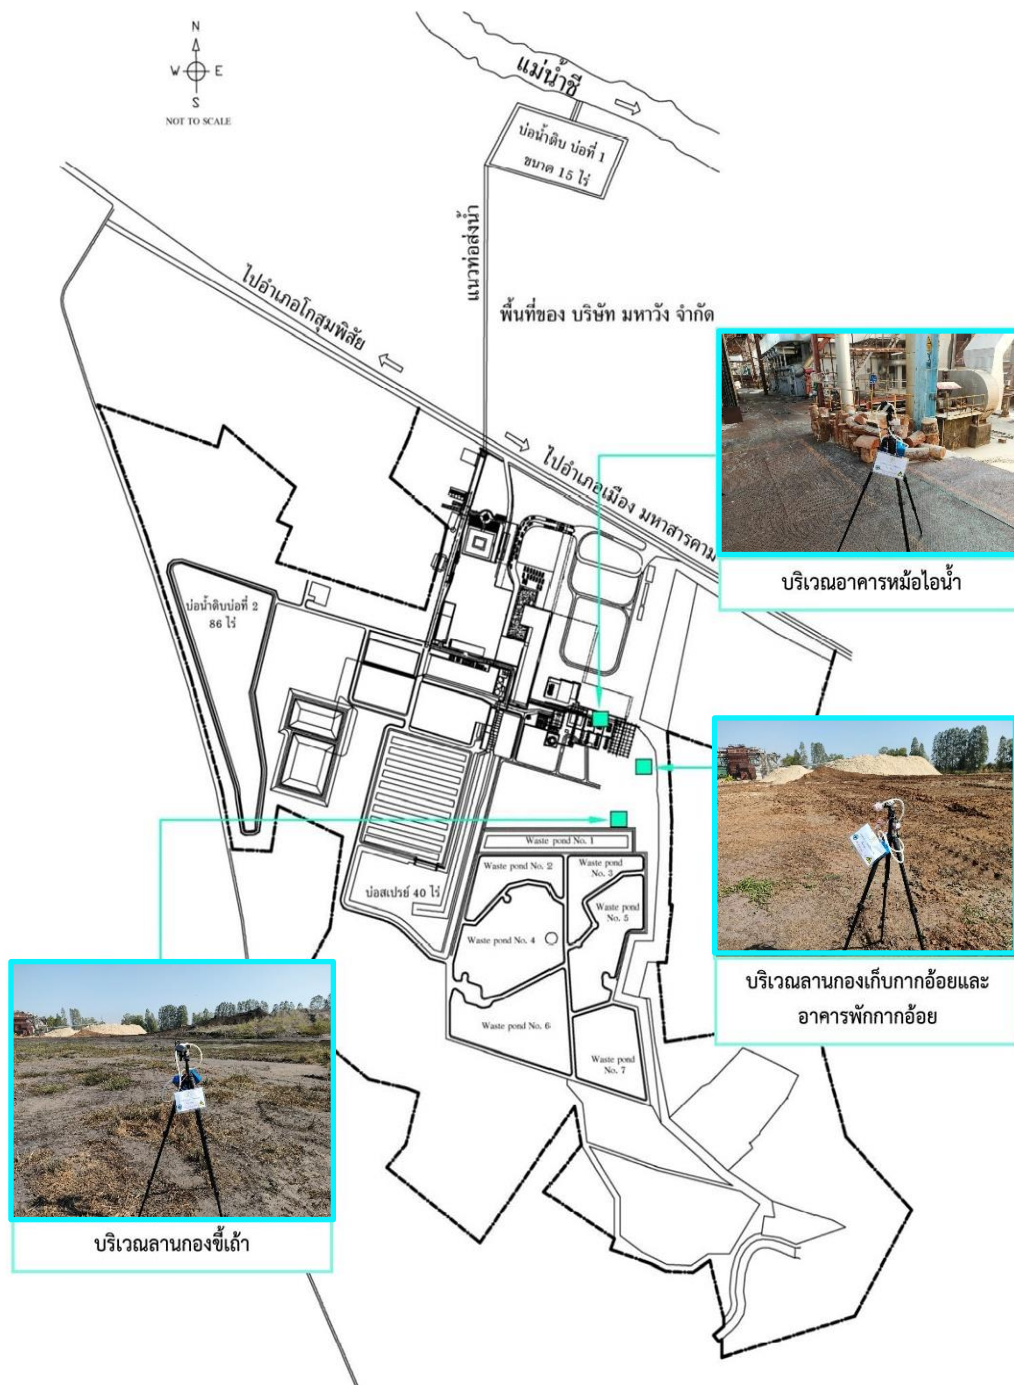 N
W E
S
NOT TO SCALE
แม่น้ำชี
บ่อน้ำดิบ บ่อที่ 1
ขนาด 15 ไร่
แนวท่อส่งน้ำ
ไปอำเภอโกสุมพิสัย
พื้นที่ของ บริษัท มหาวัง จำกัด
ไปอำเภอเมือง มหาสารคาม
บริเวณอาคารหม้อไอน้ำ
บ่อน้ำดิบบ่อที่ 2
86 ไร่
Waste pond No. 1
Waste pond No. 2
Waste pond
No. 3
บ่อสเปรย์ 40 ไร่
Waste pond
No. 5
Waste pond No. 4
บริเวณลานกองเก็บกากอ้อยและ
อาคารพักกากอ้อย
Waste pond No. 6
Waste pond
No. 7
บริเวณลานกองขี้เถ้า